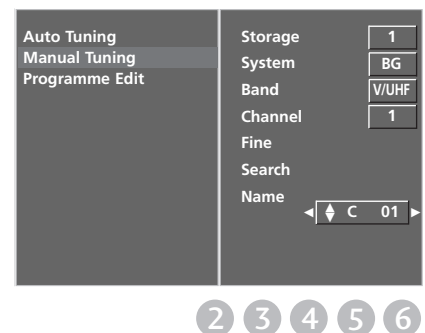 Auto Tuning
Manual Tuning
Programme Edit
Storage 1
System BG
Band V/UHF
Channel 1
Fine
Search
Name
◀ ♦ C 01 ▶
2 3 4 5 6